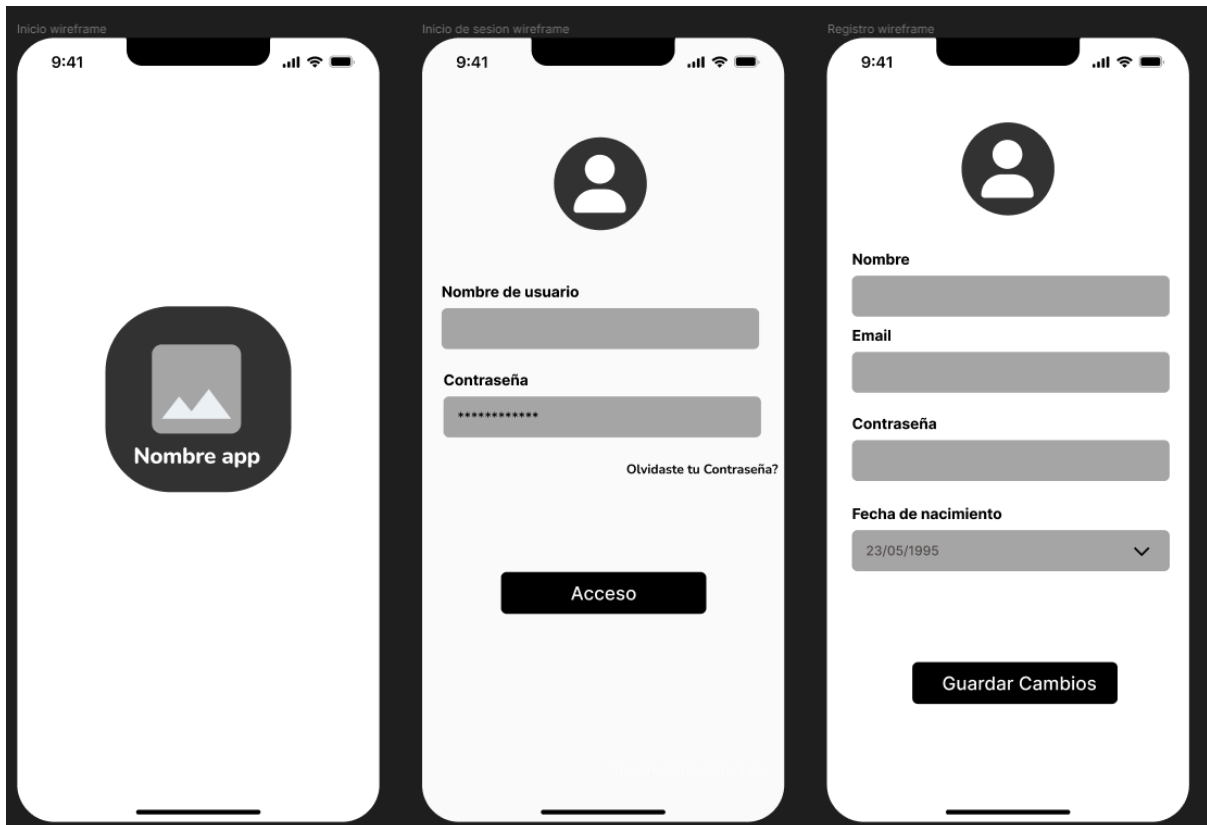 Inicio wireframe
9:41
Nombre app
Inicio de sesion wireframe
9:41
Nombre de usuario
Contraseña
************
Olvidaste tu Contraseña?
Acceso
Registro wireframe
9:41
Nombre
Email
Contraseña
Fecha de nacimiento
23/05/1995
Guardar Cambios